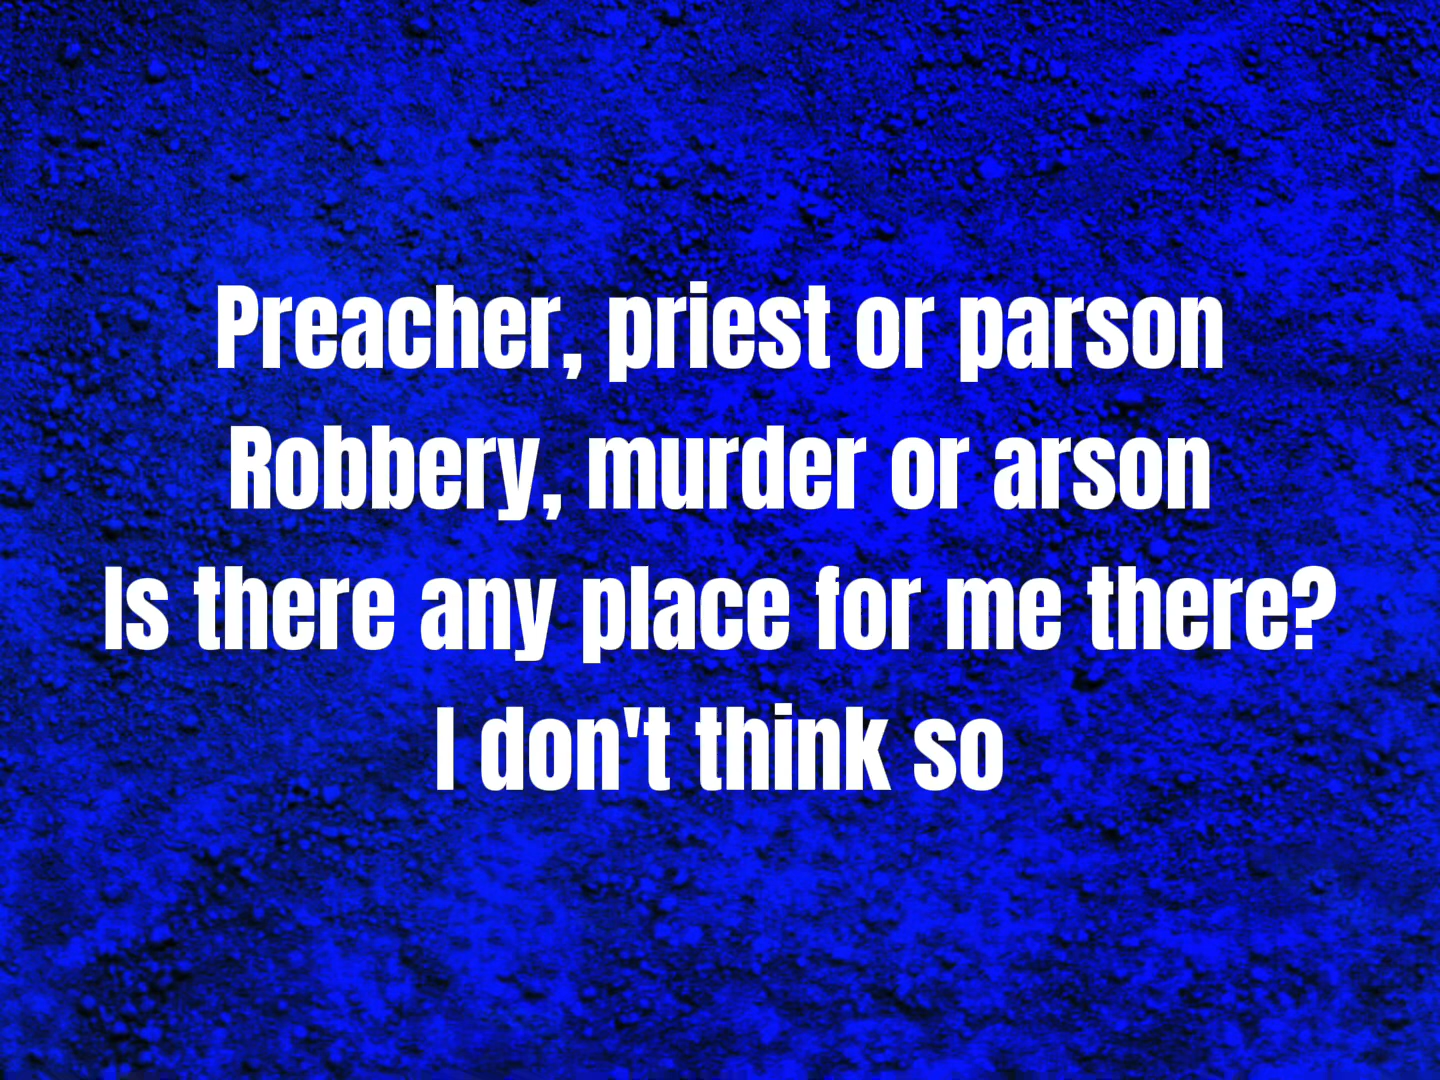 Preacher, priest or parson
Robbery, murder or arson
Is there any place for me there?
I don't think so